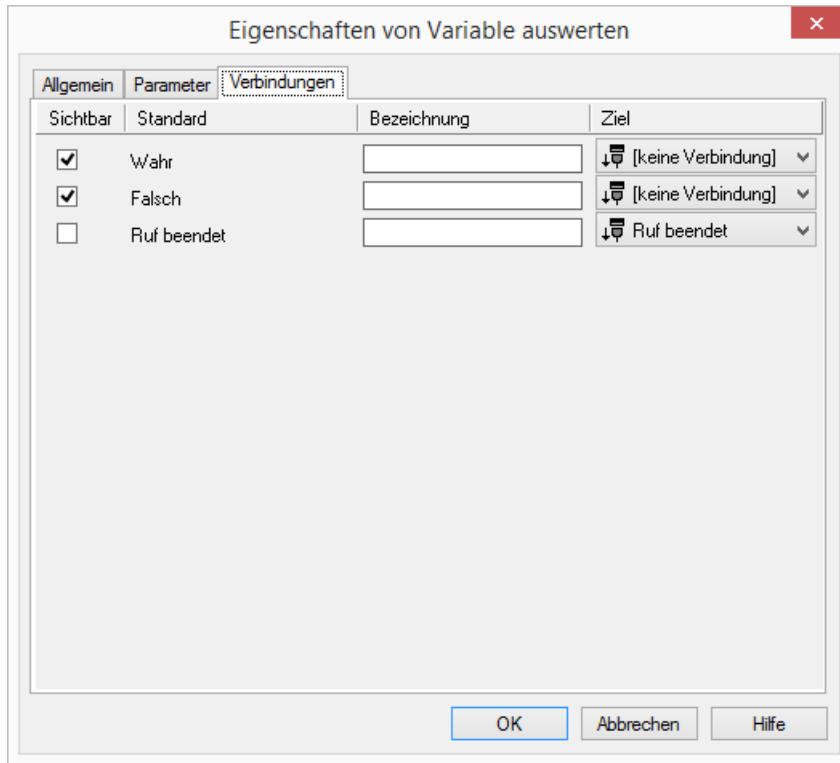 Eigenschaften von Variable auswerten
Allgemein Parameter Verbindungen
Sichtbar Standard Bezeichnung Ziel
Wahr [keine Verbindung]
Falsch [keine Verbindung]
Ruf beendet Ruf beendet
OK Abbrechen Hilfe